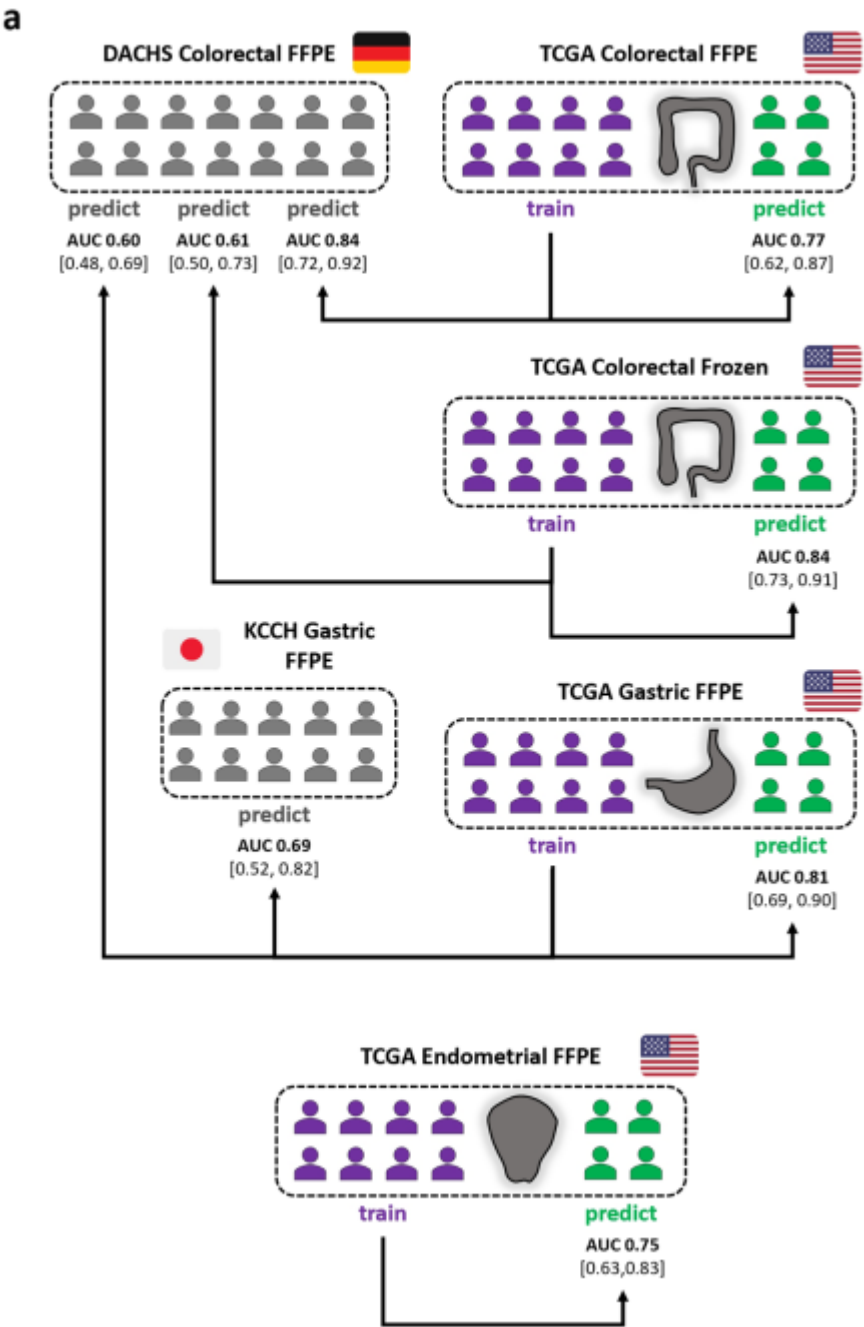 a
DACHS Colorectal FFPE
TCGA Colorectal FFPE
predict predict predict
train
predict
AUC 0.60 AUC 0.61 AUC 0.84
[0.48, 0.69] [0.50, 0.73] [0.72, 0.92]
AUC 0.77
[0.62, 0.87]
TCGA Colorectal Frozen
train
predict
AUC 0.84
[0.73, 0.91]
KCCH Gastric
FFPE
predict
AUC 0.69
[0.52, 0.82]
TCGA Gastric FFPE
train
predict
AUC 0.81
[0.69, 0.90]
TCGA Endometrial FFPE
train
predict
AUC 0.75
[0.63,0.83]